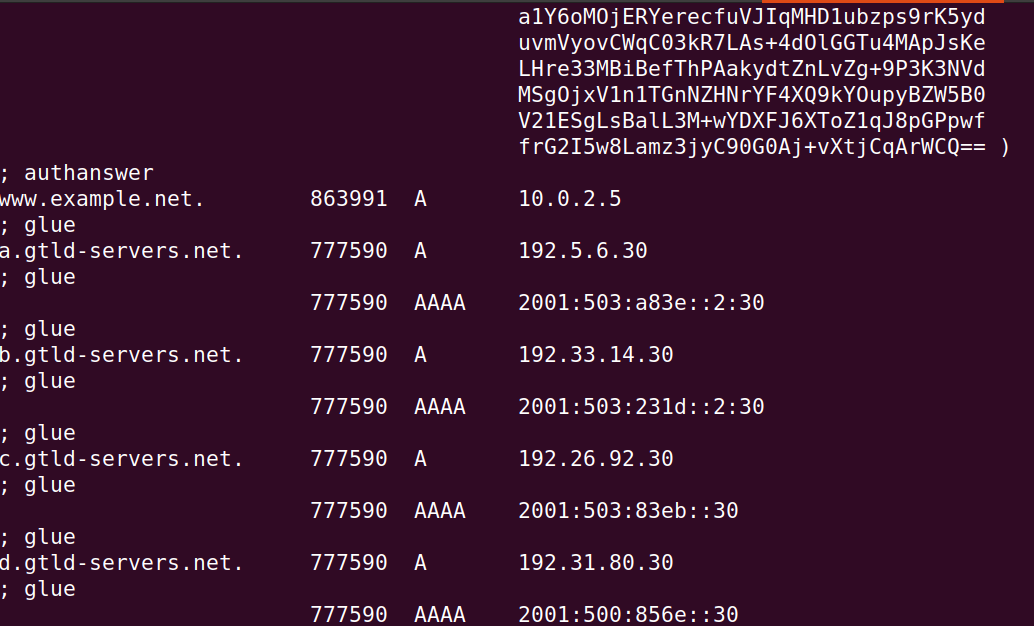 a1Y6oMOjERYerecfuVJIqMHD1ubzps9rK5yd
uvmVyovCWqC03kR7LAs+4dOlGGTu4MApJsKe
LHre33MBiBefThPAakydtZnLvZg+9P3K3NVd
MSgOjxV1n1TGnNZHNrYF4XQ9kYOupyBZW5B0
V21ESgLsBalL3M+wYDXFJ6XToZ1qJ8pGPpwf
frG2I5w8Lamz3jyC90G0Aj+vXtjCqArWCQ== )
; authanswer
www.example.net. 863991 A 10.0.2.5
; glue
a.gtld-servers.net. 777590 A 192.5.6.30
; glue
777590 AAAA 2001:503:a83e::2:30
; glue
b.gtld-servers.net. 777590 A 192.33.14.30
; glue
777590 AAAA 2001:503:231d::2:30
; glue
c.gtld-servers.net. 777590 A 192.26.92.30
; glue
777590 AAAA 2001:503:83eb::30
; glue
d.gtld-servers.net. 777590 A 192.31.80.30
; glue
777590 AAAA 2001:500:856e::30